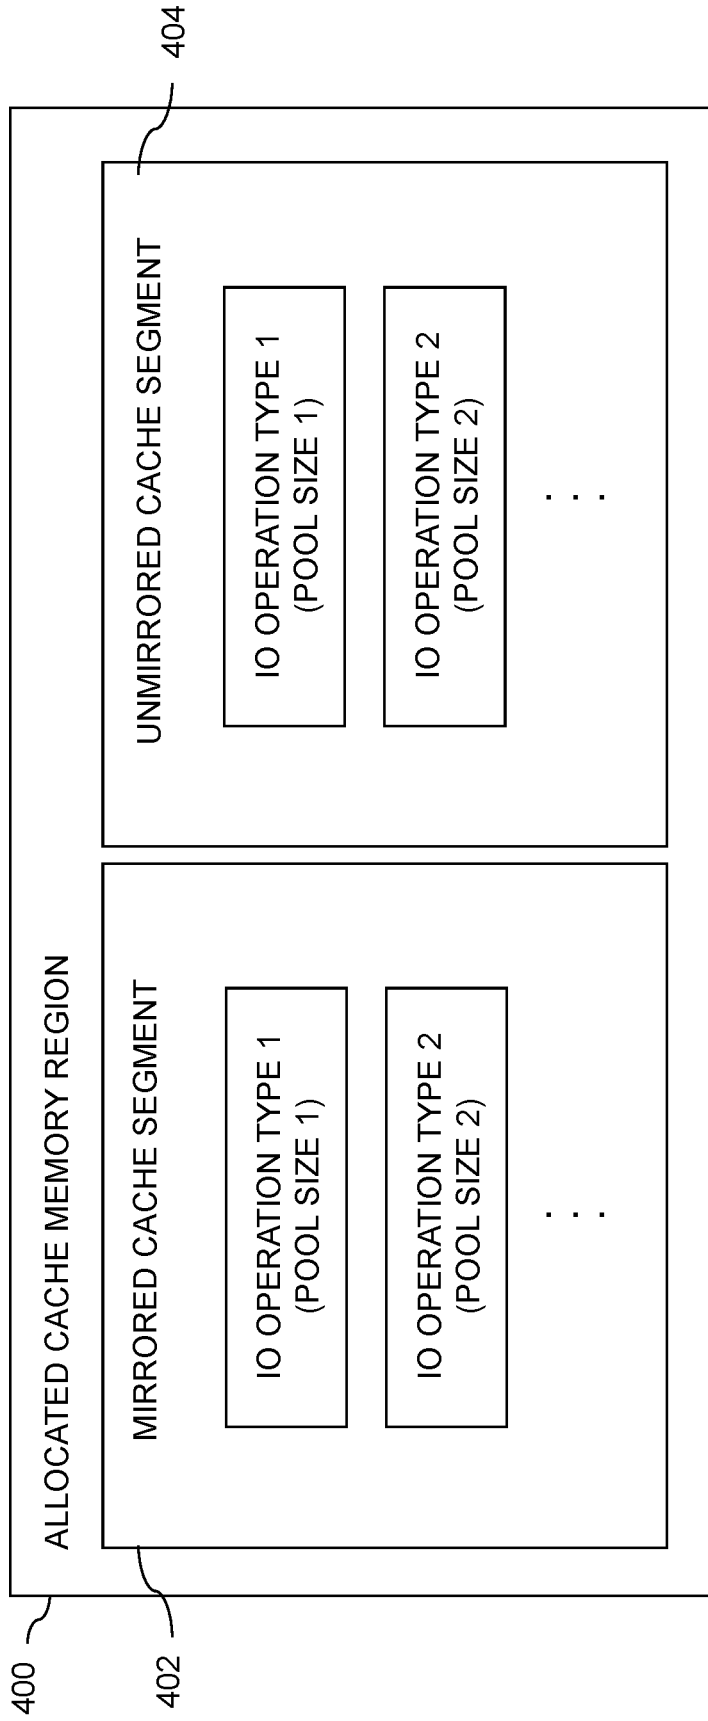 400
ALLOCATED CACHE MEMORY REGION
402
MIRRORED CACHE SEGMENT
IO OPERATION TYPE 1
(POOL SIZE 1)
IO OPERATION TYPE 2
(POOL SIZE 2)
. . .
404
UNMIRRORED CACHE SEGMENT
IO OPERATION TYPE 1
(POOL SIZE 1)
IO OPERATION TYPE 2
(POOL SIZE 2)
. . .